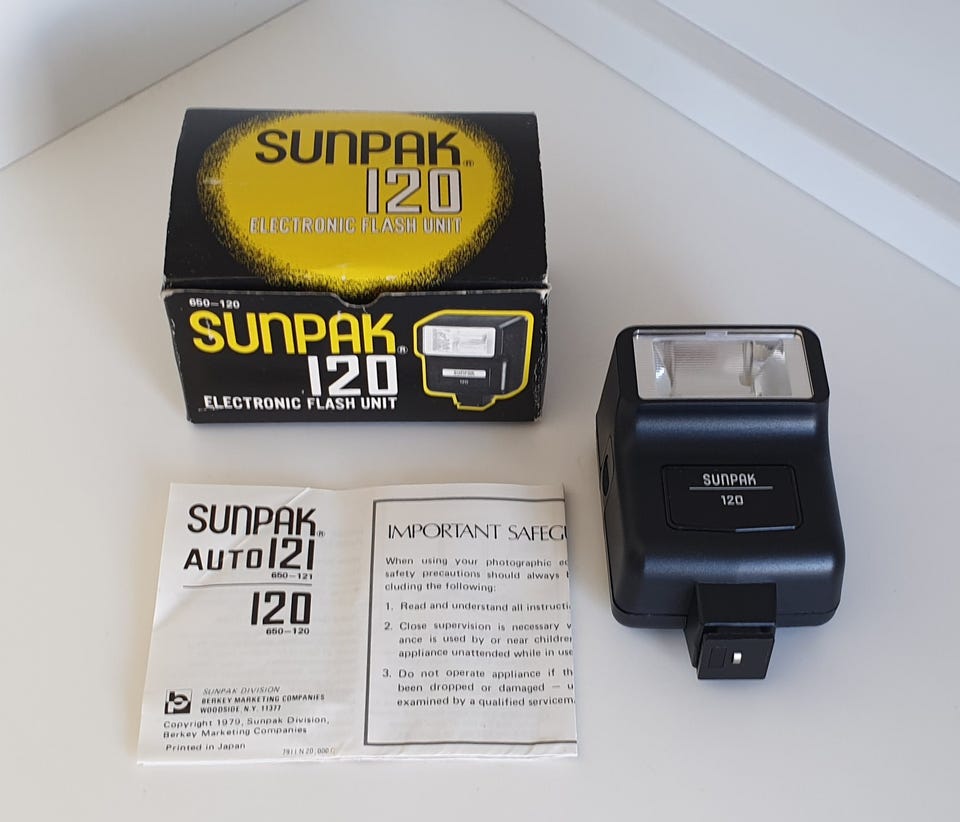 SUNPAK®
120
ELECTRONIC FLASH UNIT
650-120
SUNPAK®
120
ELECTRONIC FLASH UNIT
SUNPAK
120
SUNPAK
120
SUNPAK®
AUTO 121
650-121
120
650-120
SUNPAK DIVISION
BERKEY MARKETING COMPANIES
WOODSIDE, N.Y. 11377
Copyright 1979, Sunpak Division,
Berkey Marketing Companies
Printed in Japan
IMPORTANT SAFEG
When using your photographic
safety precautions should always
cluding the following:
1. Read and understand all instructi
2. Close supervision is necessary
ance is used by or near children
appliance unattended while in use
3. Do not operate appliance if th
been dropped or damaged — u
examined by a qualified servicem